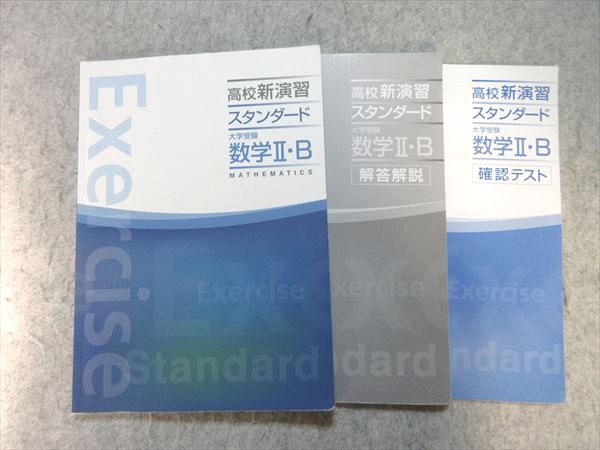 Exercise
高校新演習
スタンダード
大学受験
数学Ⅱ・B
MATHEMATICS
Exercise
Standard
高校新演習
スタンダード
大学受験
数学Ⅱ・B
解答解説
Exercise
dard
高校新演習
スタンダード
大学受験
数学Ⅱ・B
確認テスト
Exercise
ndard